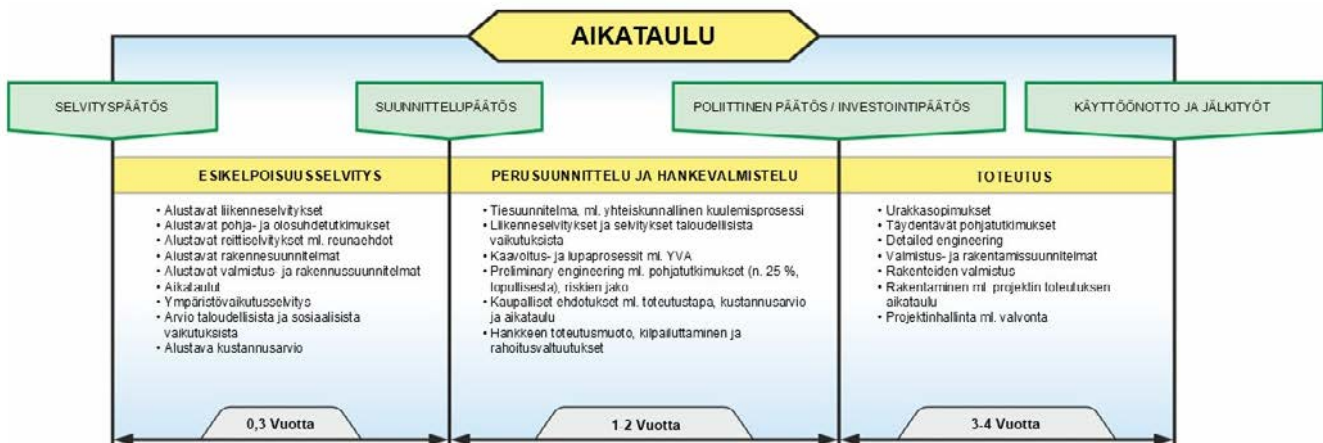 AIKATAULU
SELVITYSPÄÄTÖS
SUUNNITTELUPÄÄTÖS
POLIITTINEN PÄÄTÖS / INVESTOINTIPÄÄTÖS
KÄYTTÖÖNOTTO JA JÄLKITYÖT
ESIKELPOISUUSSELVITYS
• Alustavat liikenneselvitykset
• Alustavat pohja- ja olosuhdetutkimukset
• Alustavat reittiselvitykset ml. reunaehdot
• Alustavat rakennesuunnitelmat
• Alustavat valmistus- ja rakennussuunnitelmat
• Aikataulut
• Ympäristövaikutusselvitys
• Arvio taloudellisista ja sosiaalisista
vaikutuksista
• Alustava kustannusarvio
0,3 Vuotta
PERUSUUNNITTELU JA HANKEVALMISTELU
• Tiesuunnitelma, ml. yhteiskunnallinen kuulemisprosessi
• Liikenneselvitykset ja selvitykset taloudellisista
vaikutuksista
• Kaavoitus- ja lupaprosessit ml. YVA
• Preliminary engineering ml. pohjatutkimukset (n. 25 %,
lopullisesta), riskien jako
• Kaupalliset ehdotukset ml. toteutustapa, kustannusarvio
ja aikataulu
• Hankkeen toteutusmuoto, kilpailuttaminen ja
rahoitusvaltuutukset
1-2 Vuotta
TOTEUTUS
• Urakkasopimukset
• Täydentävät pohjatutkimukset
• Detailed engineering
• Valmistus- ja rakentamissuunnitelmat
• Rakenteiden valmistus
• Rakentaminen ml. projektin toteutuksen
aikataulu
• Projektinhallinta ml. valvonta
3-4 Vuotta